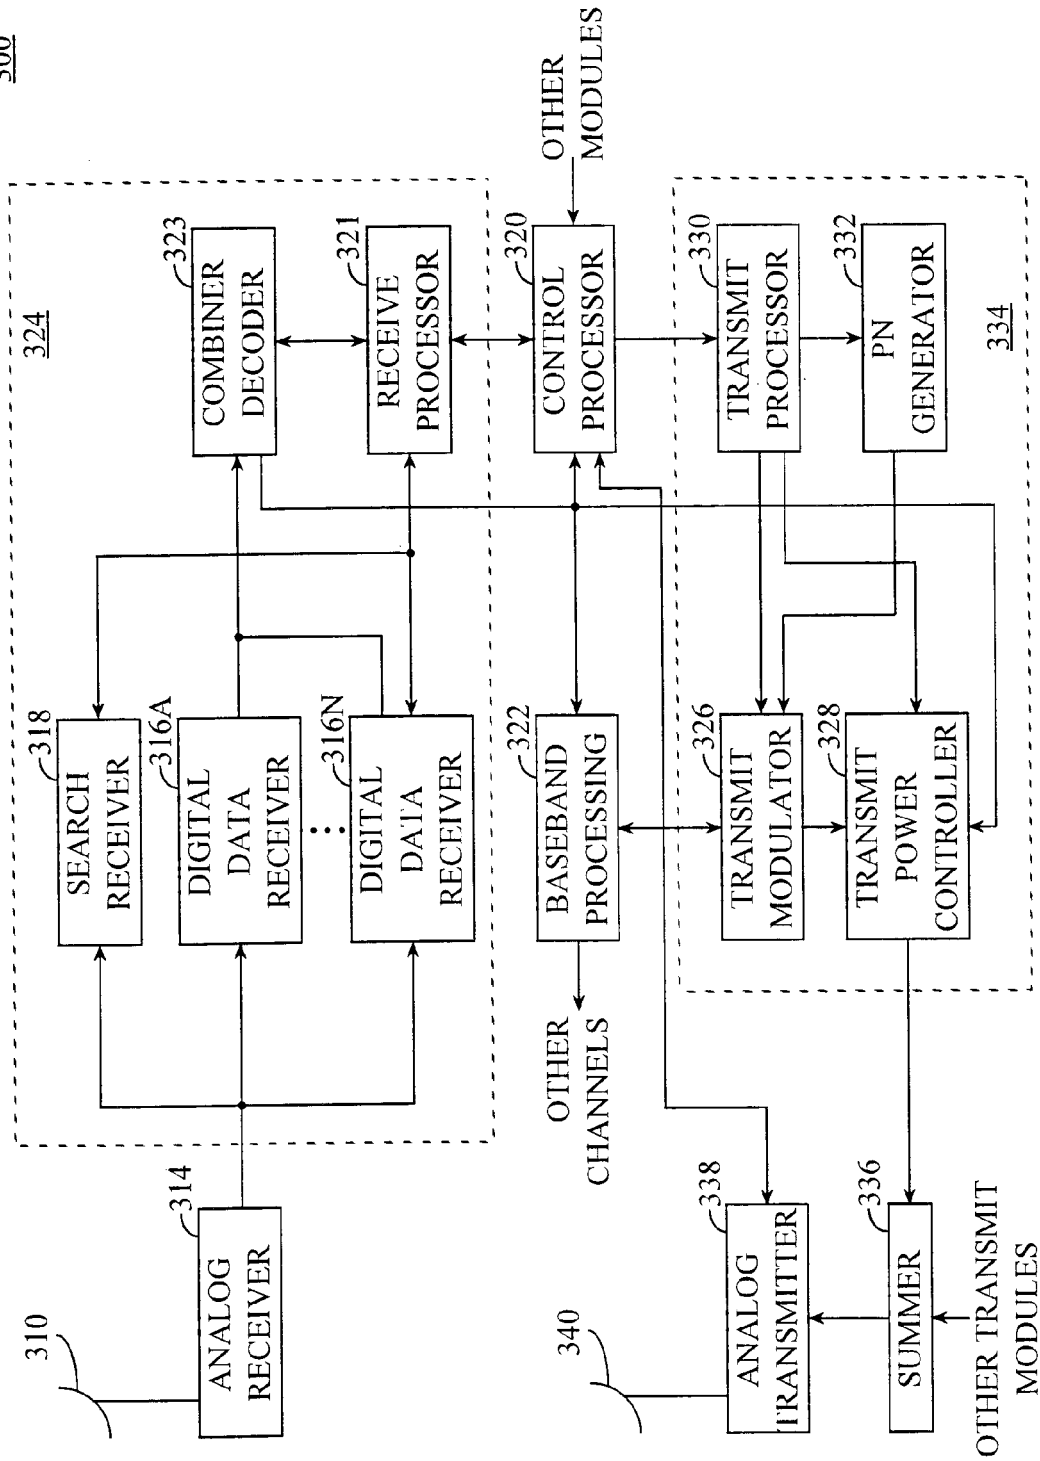 300
324
323
COMBINER
DECODER
321
RECEIVE
PROCESSOR
318
SEARCH
RECEIVER
316A
DIGITAL
DATA
RECEIVER
316N
DIGITAL
DATA
RECEIVER
314
ANALOG
RECEIVER
310
OTHER
MODULES
320
CONTROL
PROCESSOR
322
BASEBAND
PROCESSING
OTHER
CHANNELS
330
TRANSMIT
PROCESSOR
332
PN
GENERATOR
334
326
TRANSMIT
MODULATOR
328
TRANSMIT
POWER
CONTROLLER
338
ANALOG
TRANSMITTER
340
336
SUMMER
OTHER TRANSMIT
MODULES